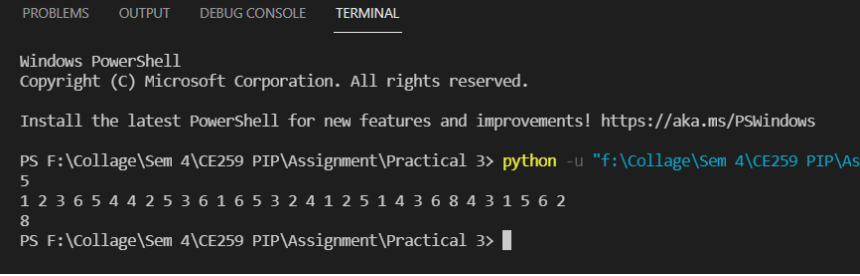 PROBLEMS OUTPUT DEBUG CONSOLE TERMINAL
Windows PowerShell
Copyright (C) Microsoft Corporation. All rights reserved.
Install the latest PowerShell for new features and improvements! https://aka.ms/PSWindows
PS F:\Collage\Sem 4\CE259 PIP\Assignment\Practical 3> python -u "f:\Collage\Sem 4\CE259 PIP\As
5
1 2 3 6 5 4 4 2 5 3 6 1 6 5 3 2 4 1 2 5 1 4 3 6 8 4 3 1 5 6 2
8
PS F:\Collage\Sem 4\CE259 PIP\Assignment\Practical 3>